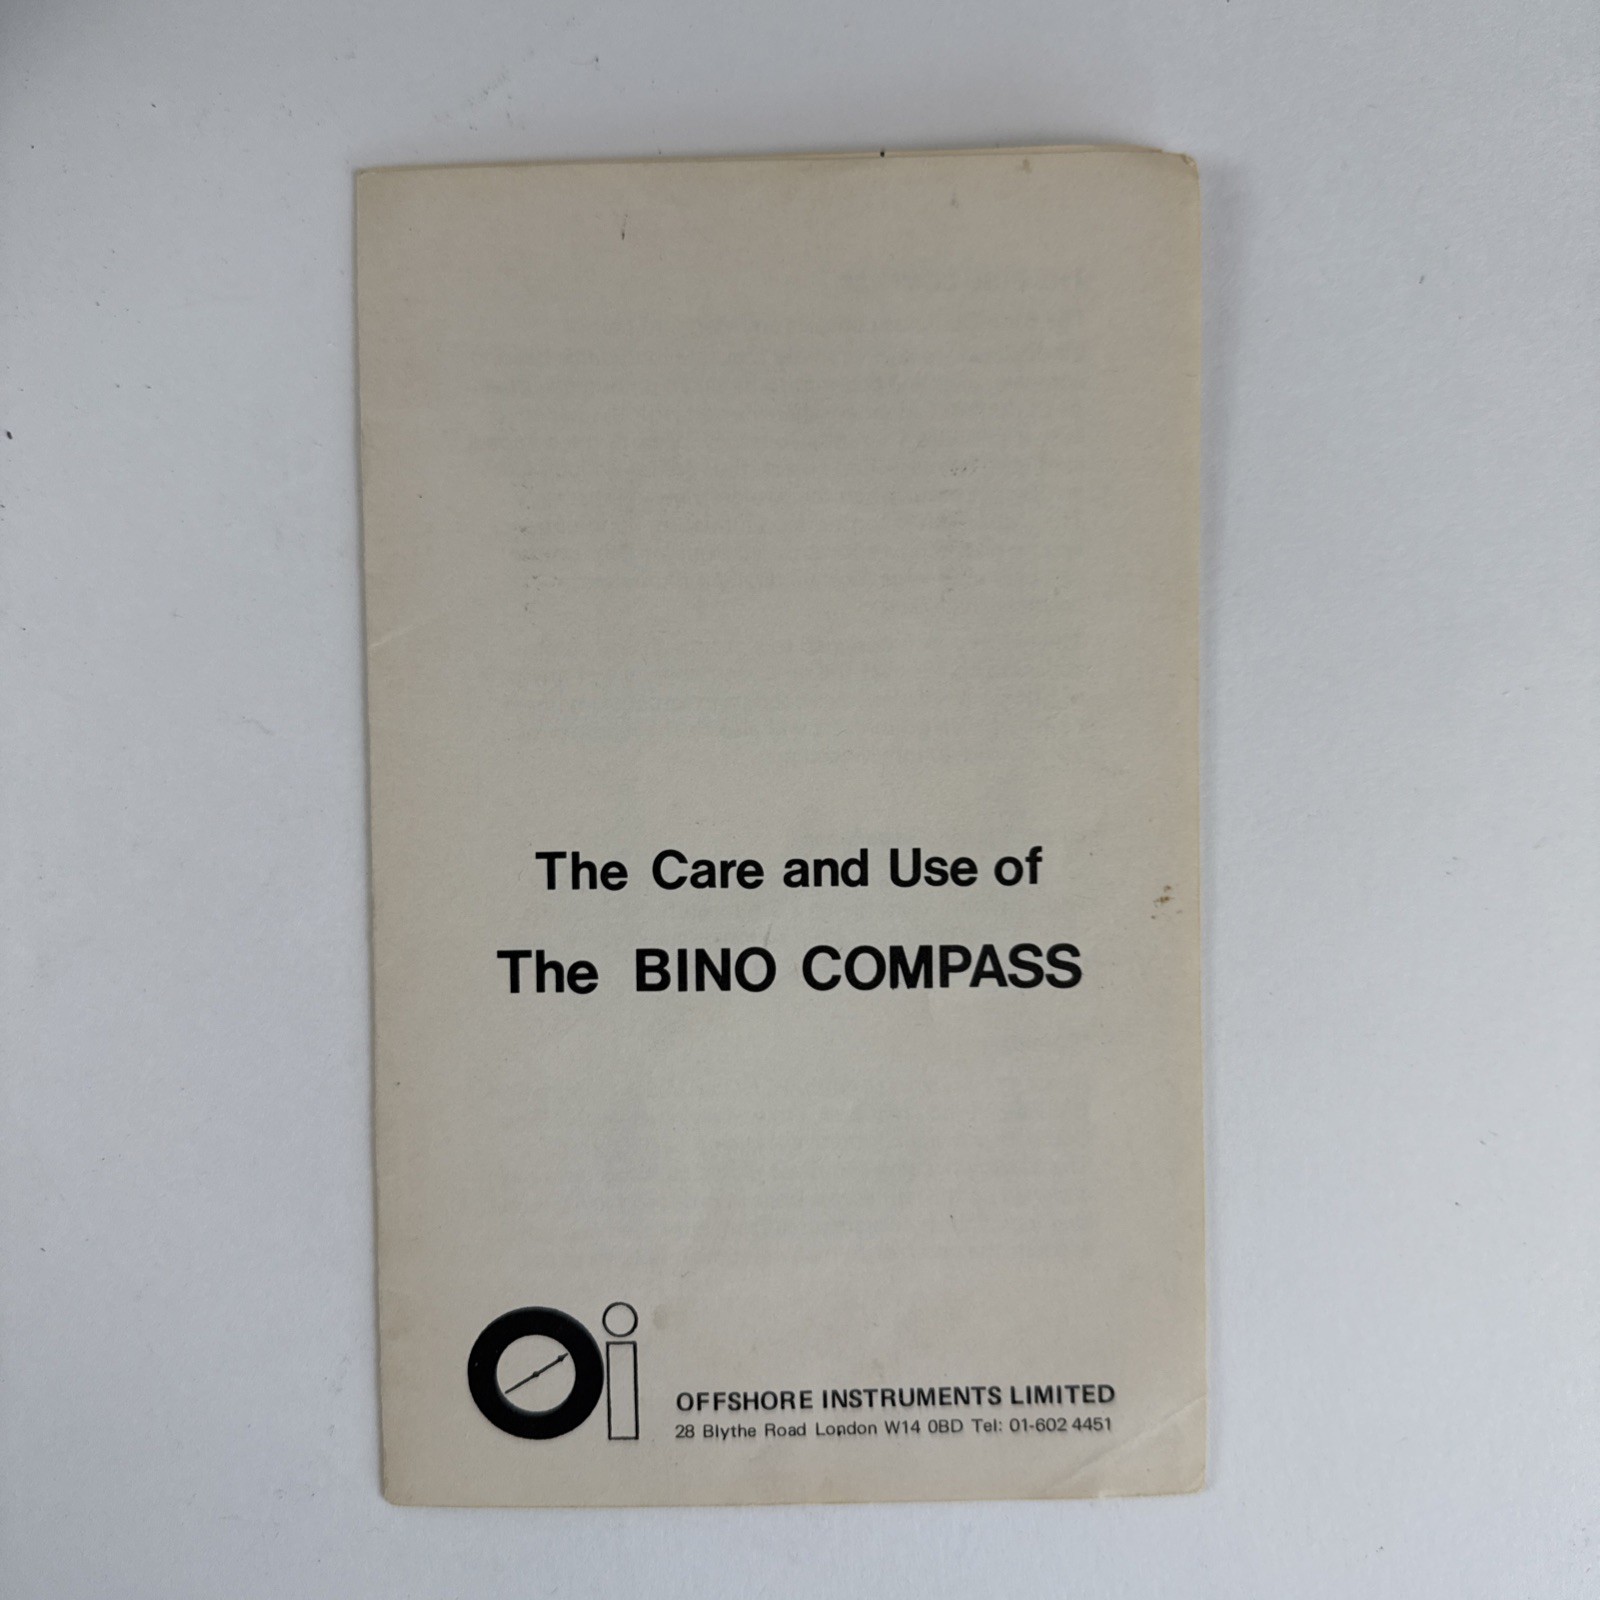 The Care and Use of
The BINO COMPASS
Oi
OFFSHORE INSTRUMENTS LIMITED
28 Blythe Road London W14 0BD Tel: 01-602 4451